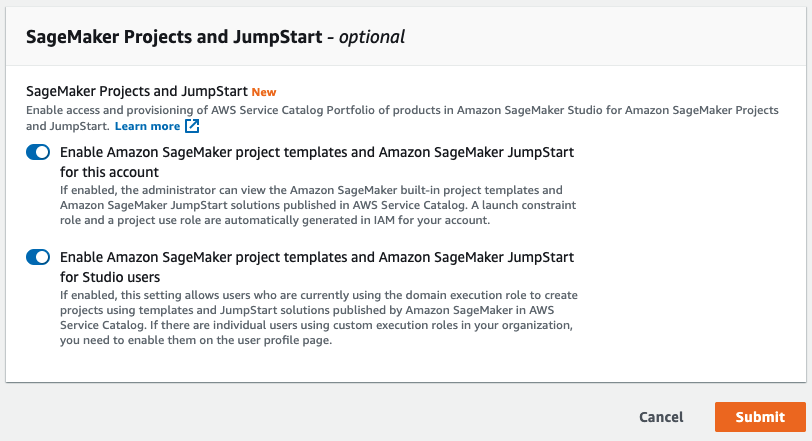 SageMaker Projects and JumpStart - optional
SageMaker Projects and JumpStart New
Enable access and provisioning of AWS Service Catalog Portfolio of products in Amazon SageMaker Studio for Amazon SageMaker Projects
and JumpStart. Learn more
Enable Amazon SageMaker project templates and Amazon SageMaker JumpStart
for this account
If enabled, the administrator can view the Amazon SageMaker built-in project templates and
Amazon SageMaker JumpStart solutions published in AWS Service Catalog. A launch constraint
role and a project use role are automatically generated in IAM for your account.
Enable Amazon SageMaker project templates and Amazon SageMaker JumpStart
for Studio users
If enabled, this setting allows users who are currently using the domain execution role to create
projects using templates and JumpStart solutions published by Amazon SageMaker in AWS
Service Catalog. If there are individual users using custom execution roles in your organization,
you need to enable them on the user profile page.
Cancel Submit